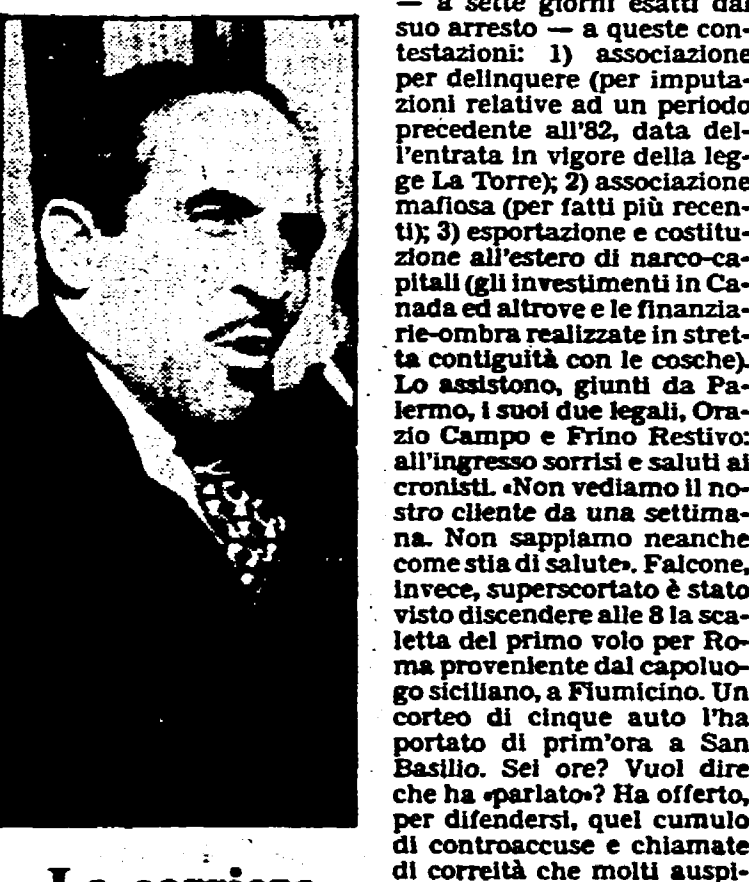 — a sette giorni esatti dal
suo arresto — a queste con-
testazioni: 1) associazione
per delinquere (per imputa-
zioni relative ad un periodo
precedente all'82, data del-
l'entrata in vigore della leg-
ge La Torre); 2) associazione
mafiosa (per fatti più recen-
ti); 3) esportazione e costitu-
zione all'estero di narco-ca-
pitali (gli investimenti in Ca-
nada ed altrove e le finanzia-
rie-ombra realizzate in stret-
ta contiguità con le cosche).
Lo assistono, giunti da Pa-
lermo, i suoi due legali, Ora-
zio Campo e Frino Restivo:
all'ingresso sorrisi e saluti ai
cronisti. «Non vediamo il no-
stro cliente da una settima-
na. Non sappiamo neanche
come stia di salute». Falcone,
invece, superscortato è stato
visto discendere alle 8 la sca-
letta del primo volo per Ro-
ma proveniente dal capoluo-
go siciliano, a Fiumicino. Un
corteo di cinque auto l'ha
portato di prim'ora a San
Basilio. Sei ore? Vuol dire
che ha «parlato»? Ha offerto,
per difendersi, quel cumulo
di controaccuse e chiamate
di correità che molti auspi-